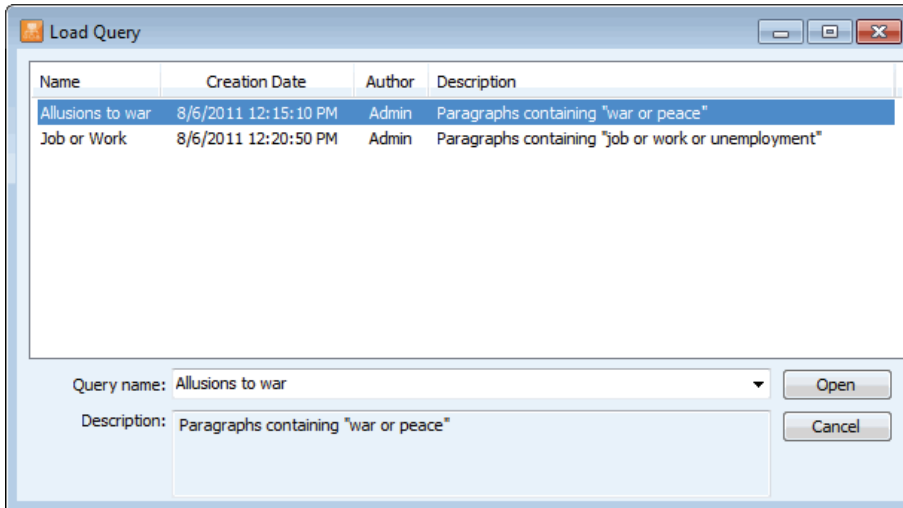 Load Query
Name Creation Date Author Description
Allusions to war 8/6/2011 12:15:10 PM Admin Paragraphs containing "war or peace"
Job or Work 8/6/2011 12:20:50 PM Admin Paragraphs containing "job or work or unemployment"
Query name: Allusions to war Open
Description: Paragraphs containing "war or peace" Cancel